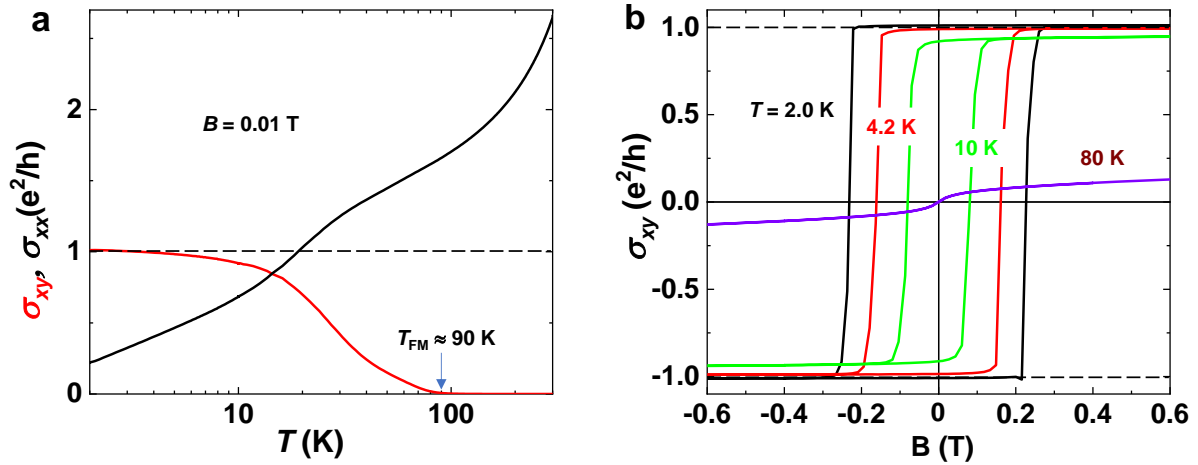 a
σxy, σxx(e²/h)
2
1
0
B = 0.01 T
TFM ≈ 90 K
10
100
T (K)
b
σxy (e²/h)
1.0
0.5
0.0
-0.5
-1.0
T = 2.0 K
4.2 K
10 K
80 K
-0.6
-0.4
-0.2
0
0.2
0.4
0.6
B (T)